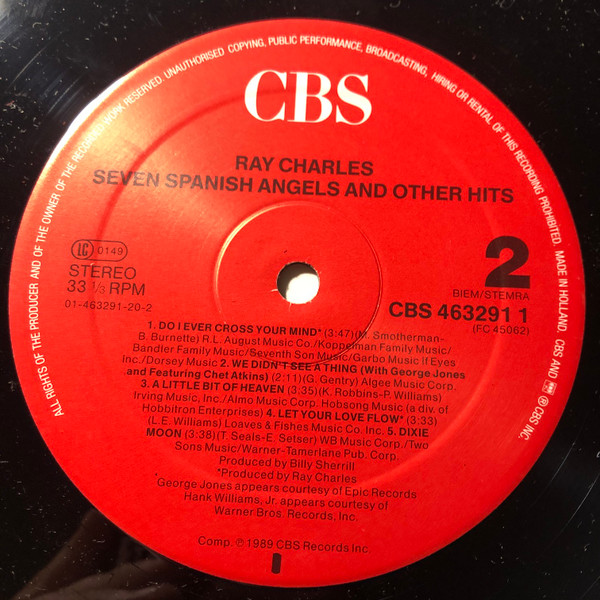 ALL RIGHTS OF THE PRODUCER AND OF THE OWNER OF THE RECORDED WORK RESERVED. UNAUTHORISED COPYING, PUBLIC PERFORMANCE, BROADCASTING, HIRING OR RENTAL OF THIS RECORDING PROHIBITED. MADE IN HOLLAND. CBS AND ARE ℗ CBS INC.
CBS
RAY CHARLES
SEVEN SPANISH ANGELS AND OTHER HITS
LC 0149
STEREO
33 1/3 RPM
01-463291-20-2
2
BIEM/STEMRA
CBS 463291 1
(FC 45062)
1. DO I EVER CROSS YOUR MIND* (3:47)(M. Smotherman-
B. Burnette) R.L. August Music Co./Koppelman Family Music/
Bandier Family Music/Seventh Son Music/Garbo Music If Eyes
Inc./Dorsey Music 2. WE DIDN'T SEE A THING (With George Jones
and Featuring Chet Atkins) (2:11)(G. Gentry) Algee Music Corp.
3. A LITTLE BIT OF HEAVEN (3:35)(K. Robbins-P. Williams)
Irving Music, Inc./Almo Music Corp. Hobsong Music (a div. of
Hobbitron Enterprises) 4. LET YOUR LOVE FLOW* (3:33)
(L.E. Williams) Loaves & Fishes Music Co. Inc. 5. DIXIE
MOON (3:38)(T. Seals-E. Setser) WB Music Corp./Two
Sons Music/Warner-Tamerlane Pub. Corp.
Produced by Billy Sherrill
*Produced by Ray Charles
George Jones appears courtesy of Epic Records
Hank Williams, Jr. appears courtesy of
Warner Bros. Records, Inc.
Comp. ℗ 1989 CBS Records Inc.